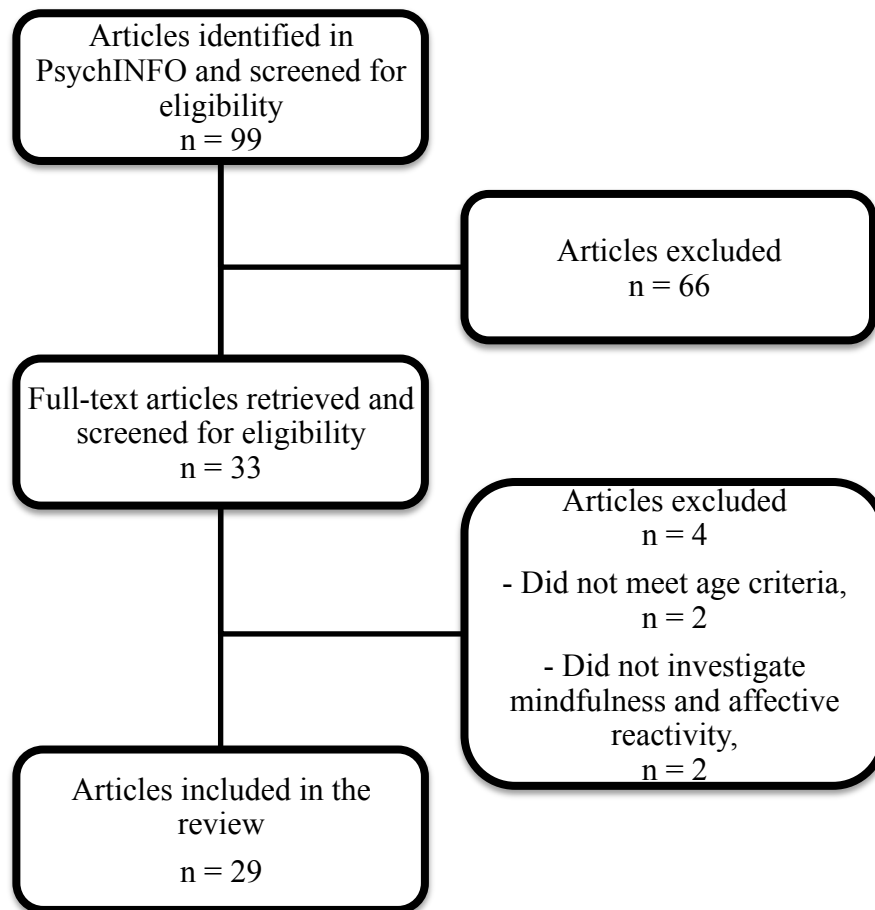 Articles identified in
PsychINFO and screened for
eligibility
n = 99
Articles excluded
n = 66
Full-text articles retrieved and
screened for eligibility
n = 33
Articles excluded
n = 4
- Did not meet age criteria,
n = 2
- Did not investigate
mindfulness and affective
reactivity,
n = 2
Articles included in the
review
n = 29